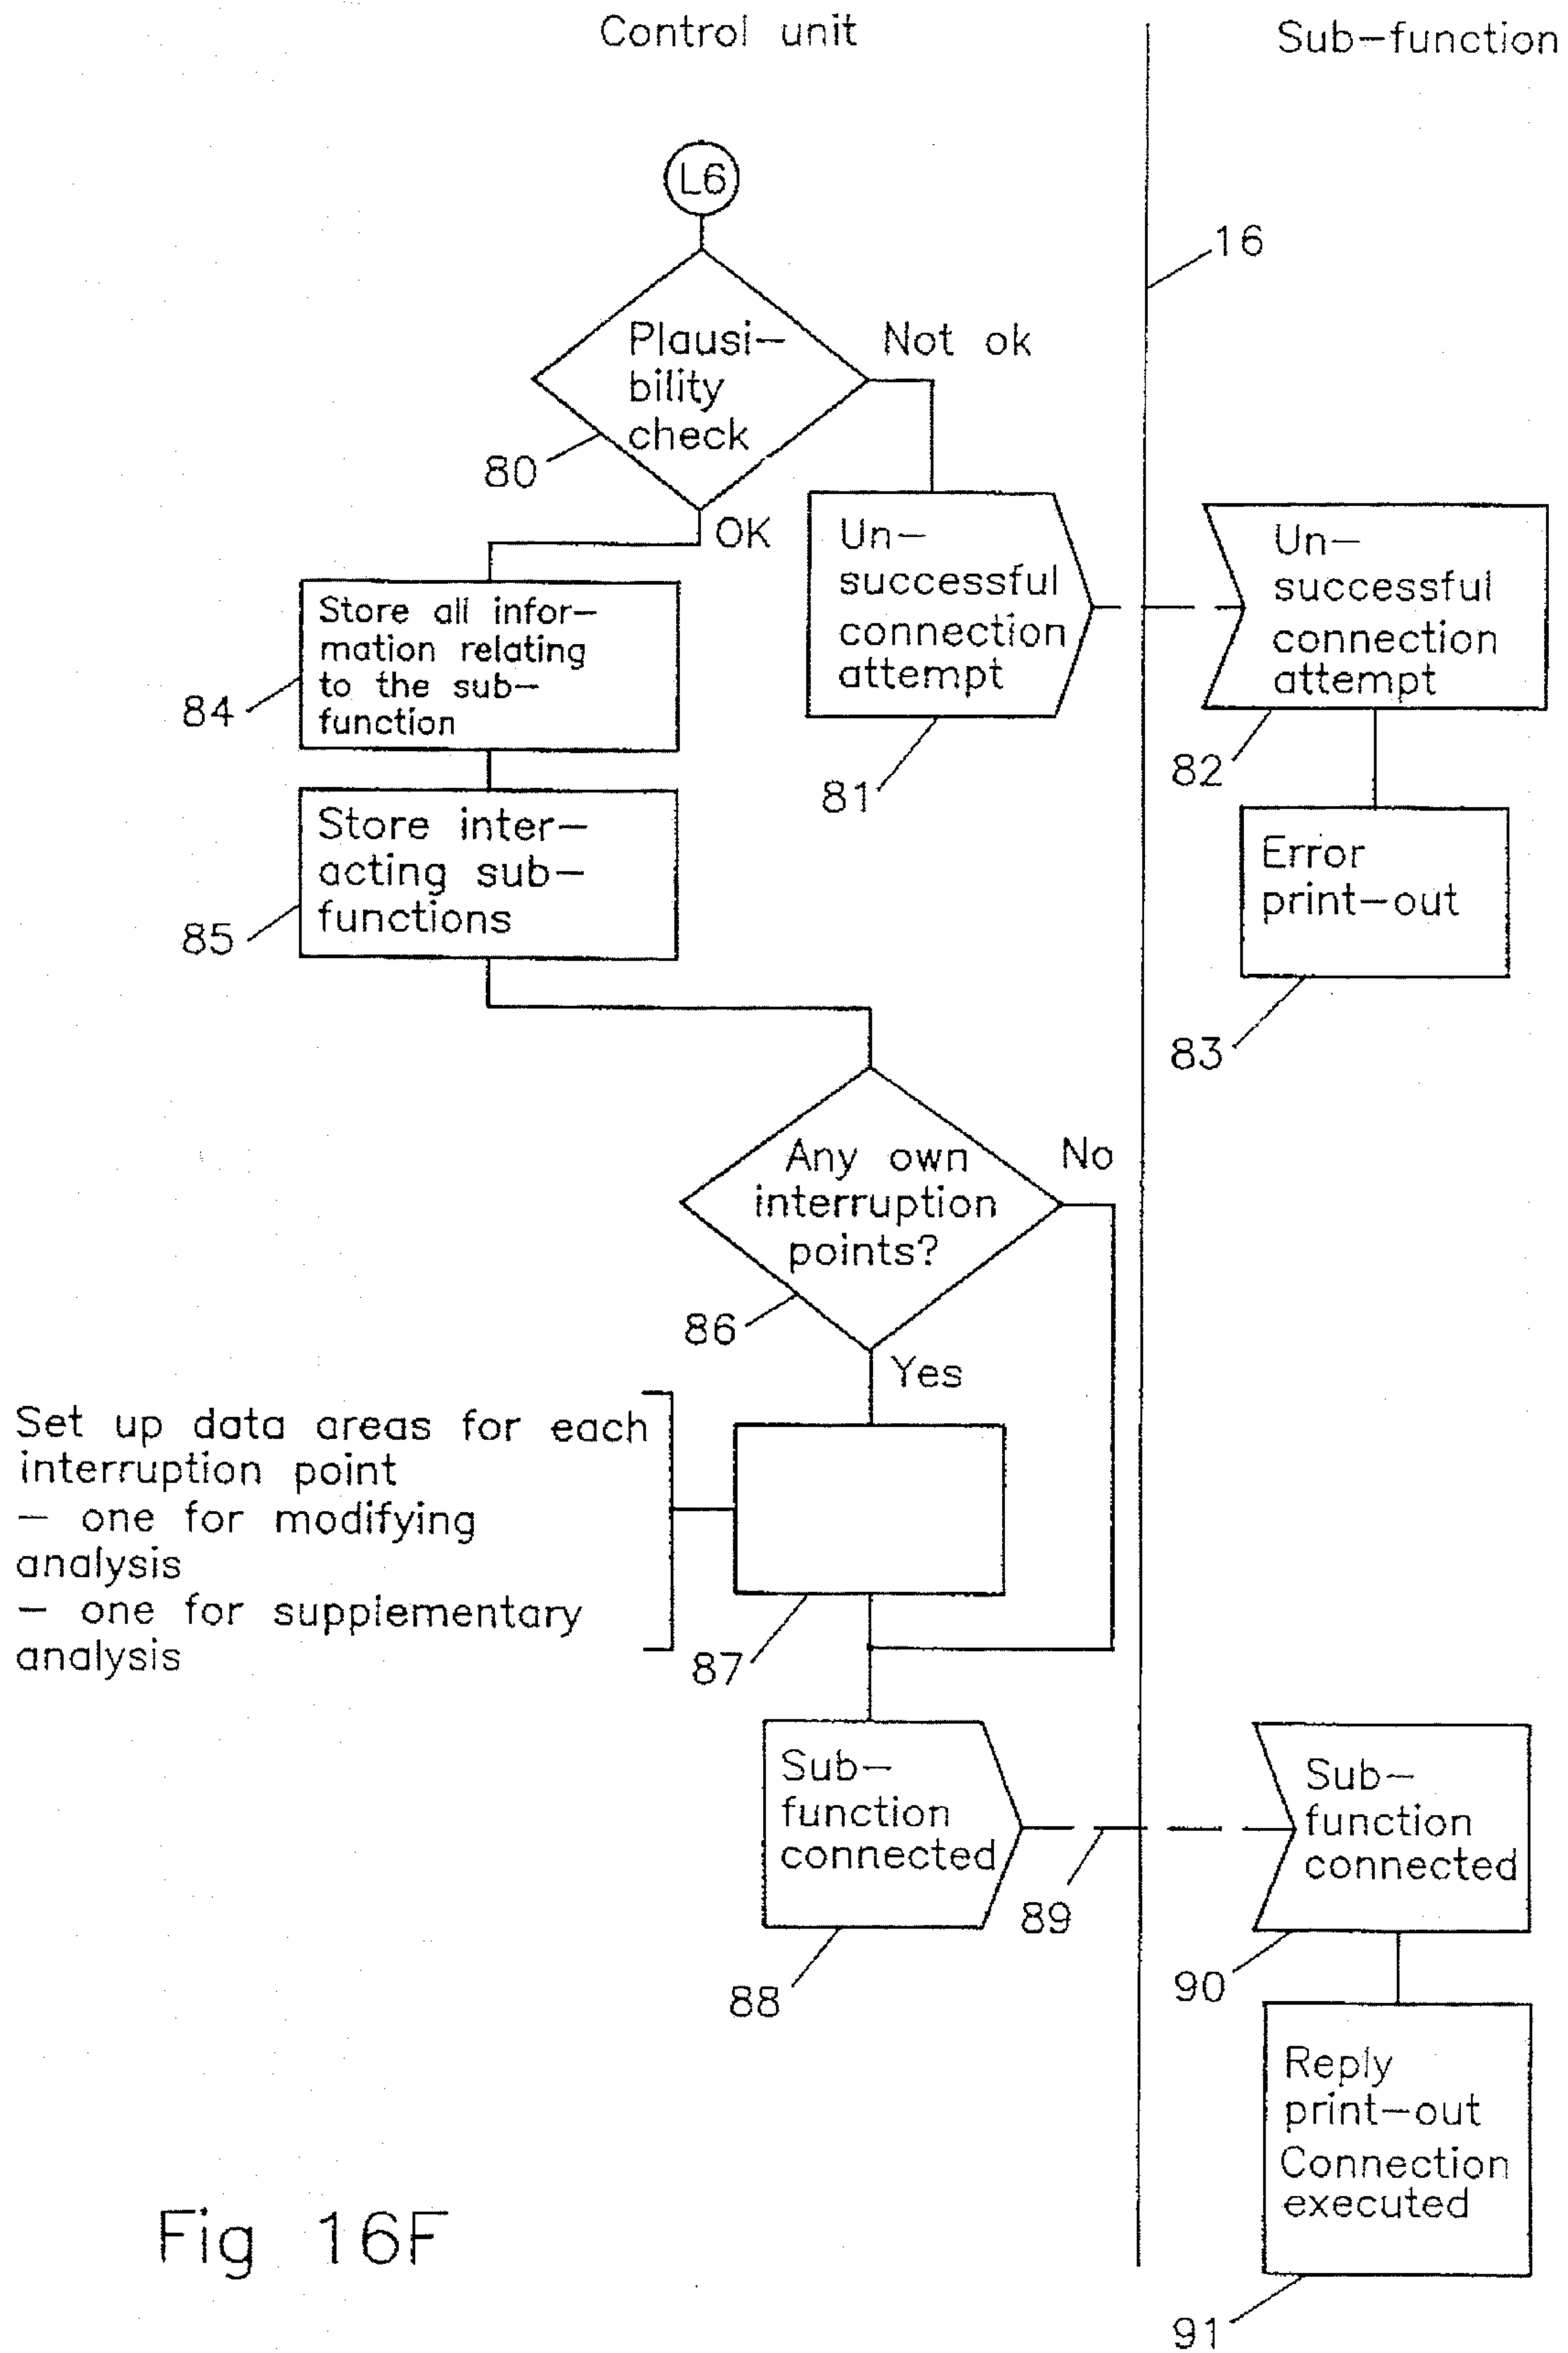 Control unit
Sub-function
L6
16
Plausi-
bility
check
Not ok
80
OK
Un-
successful
connection
attempt
81
Un-
successful
connection
attempt
82
Error
print-out
83
Store all infor-
mation relating
to the sub-
function
84
Store inter-
acting sub-
functions
85
Any own
interruption
points?
No
86
Yes
Set up data areas for each
interruption point
- one for modifying
analysis
- one for supplementary
analysis
87
Sub-
function
connected
88
89
Sub-
function
connected
90
Reply
print-out
Connection
executed
91
Fig 16F